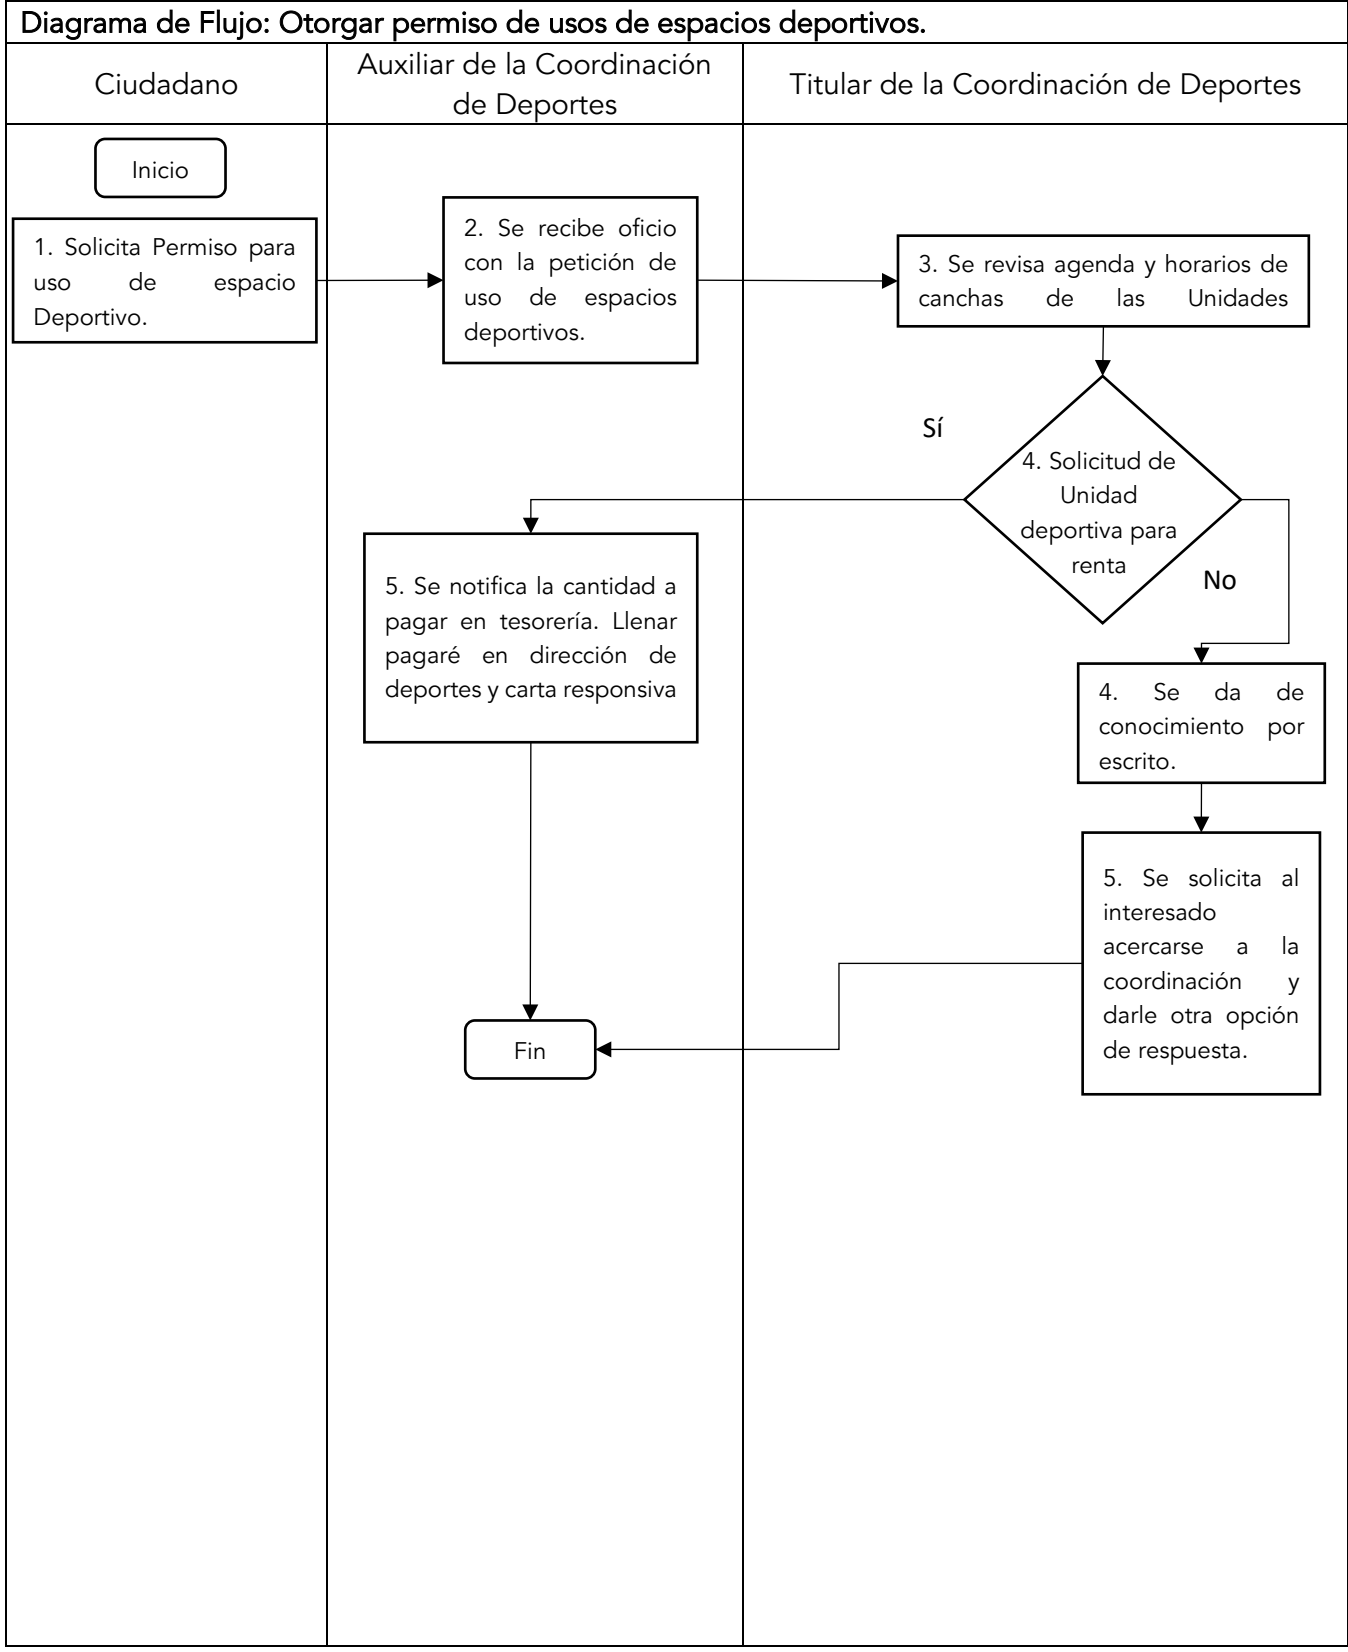 Diagrama de Flujo: Otorgar permiso de usos de espacios deportivos.
Ciudadano
Auxiliar de la Coordinación
de Deportes
Titular de la Coordinación de Deportes
Inicio
1. Solicita Permiso para
uso de espacio
Deportivo.
2. Se recibe oficio
con la petición de
uso de espacios
deportivos.
3. Se revisa agenda y horarios de
canchas de las Unidades
Sí
4. Solicitud de
Unidad
deportiva para
renta
No
5. Se notifica la cantidad a
pagar en tesorería. Llenar
pagaré en dirección de
deportes y carta responsiva
4. Se da de
conocimiento por
escrito.
5. Se solicita al
interesado
acercarse a la
coordinación y
darle otra opción
de respuesta.
Fin